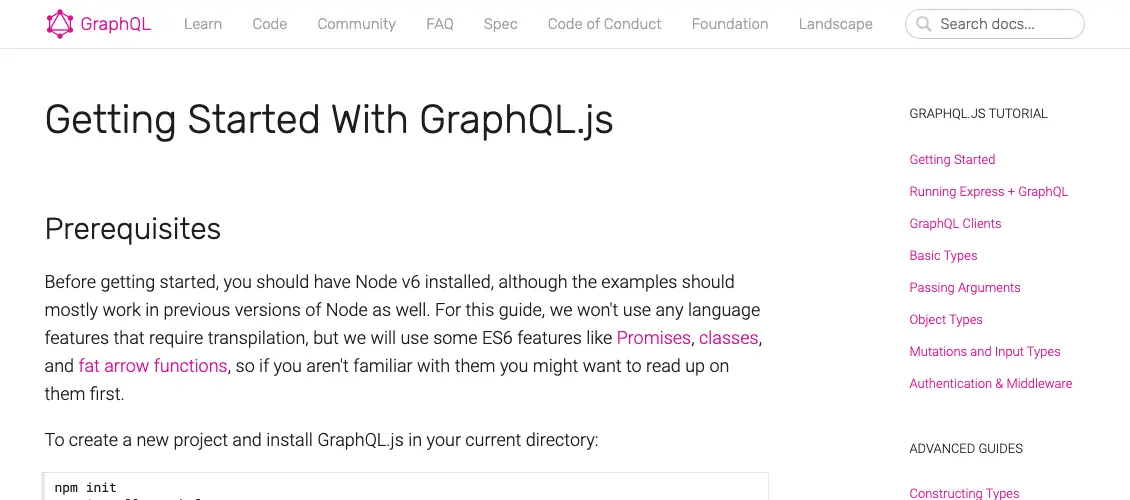 GraphQL Learn Code Community FAQ Spec Code of Conduct Foundation Landscape Search docs...
Getting Started With GraphQL.js
Prerequisites
Before getting started, you should have Node v6 installed, although the examples should
mostly work in previous versions of Node as well. For this guide, we won't use any language
features that require transpilation, but we will use some ES6 features like Promises, classes,
and fat arrow functions, so if you aren't familiar with them you might want to read up on
them first.
To create a new project and install GraphQL.js in your current directory:
npm init
GRAPHQL.JS TUTORIAL
Getting Started
Running Express + GraphQL
GraphQL Clients
Basic Types
Passing Arguments
Object Types
Mutations and Input Types
Authentication & Middleware
ADVANCED GUIDES
Constructing Types